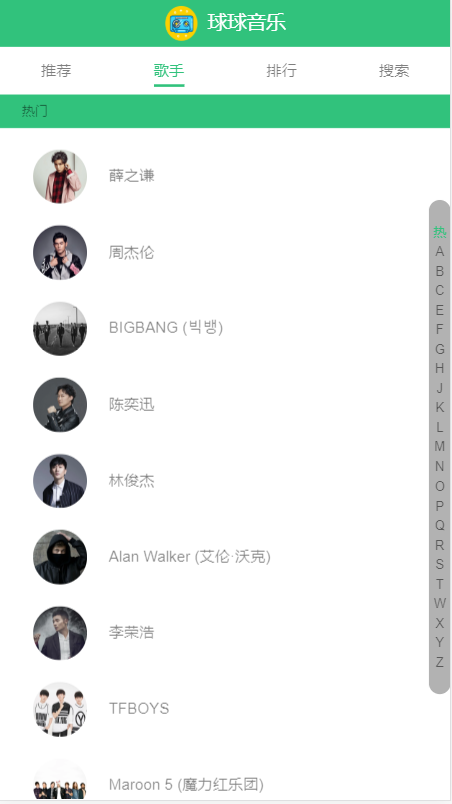 球球音乐
推荐 歌手 排行 搜索
热门
薛之谦
周杰伦
BIGBANG (빅뱅)
陈奕迅
林俊杰
Alan Walker (艾伦·沃克)
李荣浩
TFBOYS
Maroon 5 (魔力红乐团)
热
A
B
C
E
F
G
H
J
K
L
M
N
O
P
Q
R
S
T
W
X
Y
Z